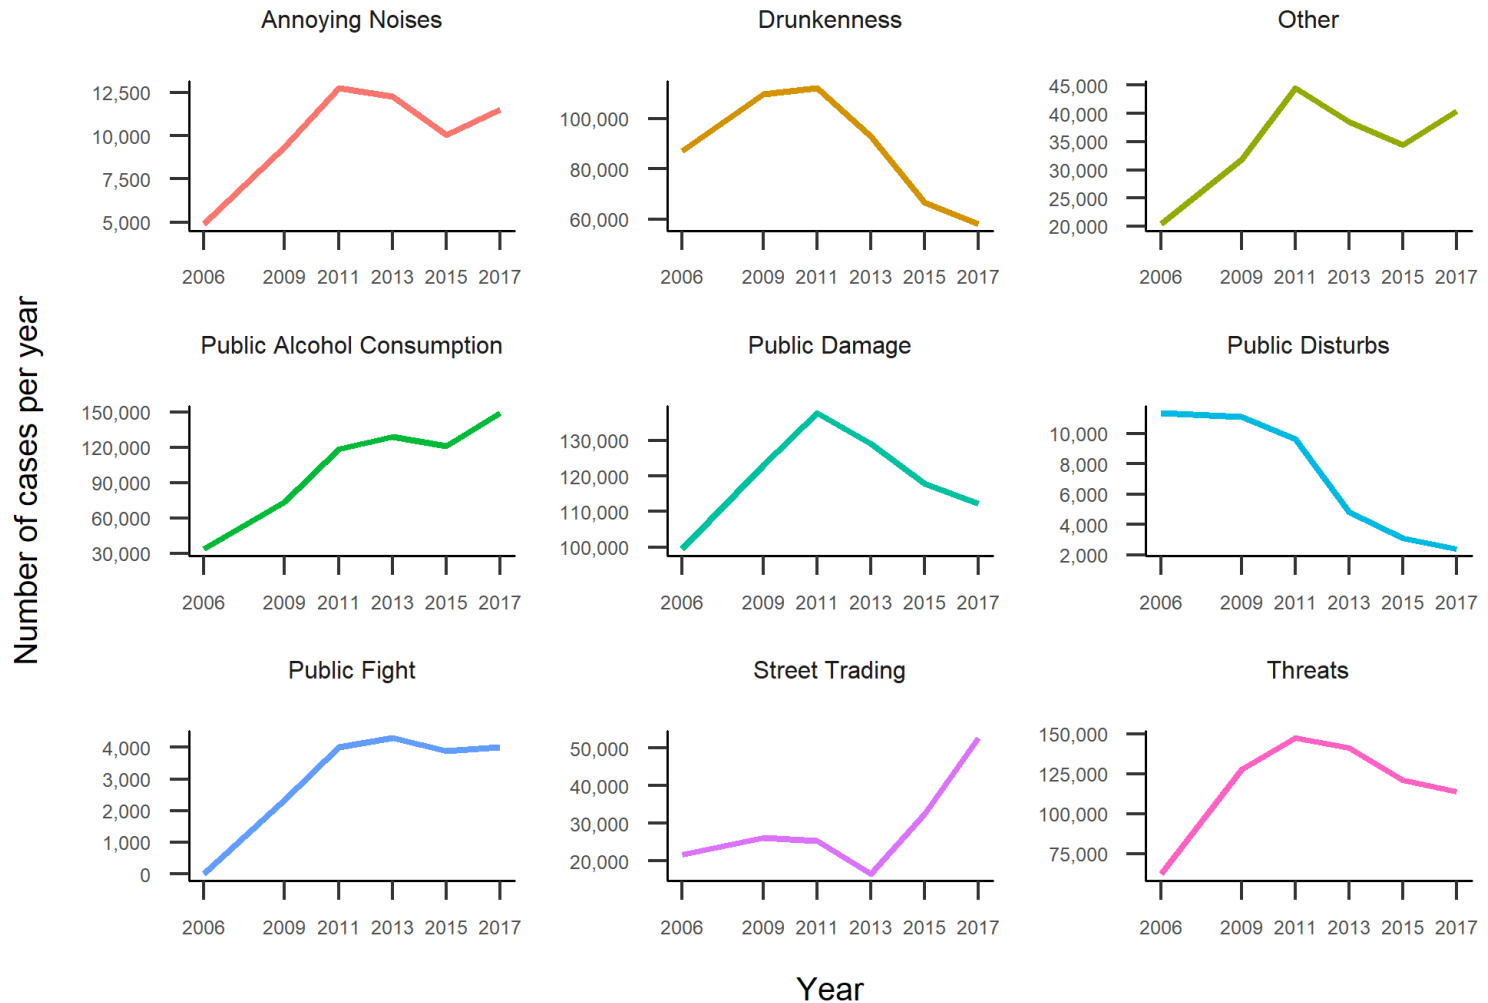 Annoying Noises
Drunkenness
Other
12,500
10,000
7,500
5,000
100,000
80,000
60,000
45,000
40,000
35,000
30,000
25,000
20,000
2006 2009 2011 2013 2015 2017
2006 2009 2011 2013 2015 2017
2006 2009 2011 2013 2015 2017
Number of cases per year
Public Alcohol Consumption
Public Damage
Public Disturbs
150,000
120,000
90,000
60,000
30,000
130,000
120,000
110,000
100,000
10,000
8,000
6,000
4,000
2,000
2006 2009 2011 2013 2015 2017
2006 2009 2011 2013 2015 2017
2006 2009 2011 2013 2015 2017
Public Fight
Street Trading
Threats
4,000
3,000
2,000
1,000
0
50,000
40,000
30,000
20,000
150,000
125,000
100,000
75,000
2006 2009 2011 2013 2015 2017
2006 2009 2011 2013 2015 2017
2006 2009 2011 2013 2015 2017
Year